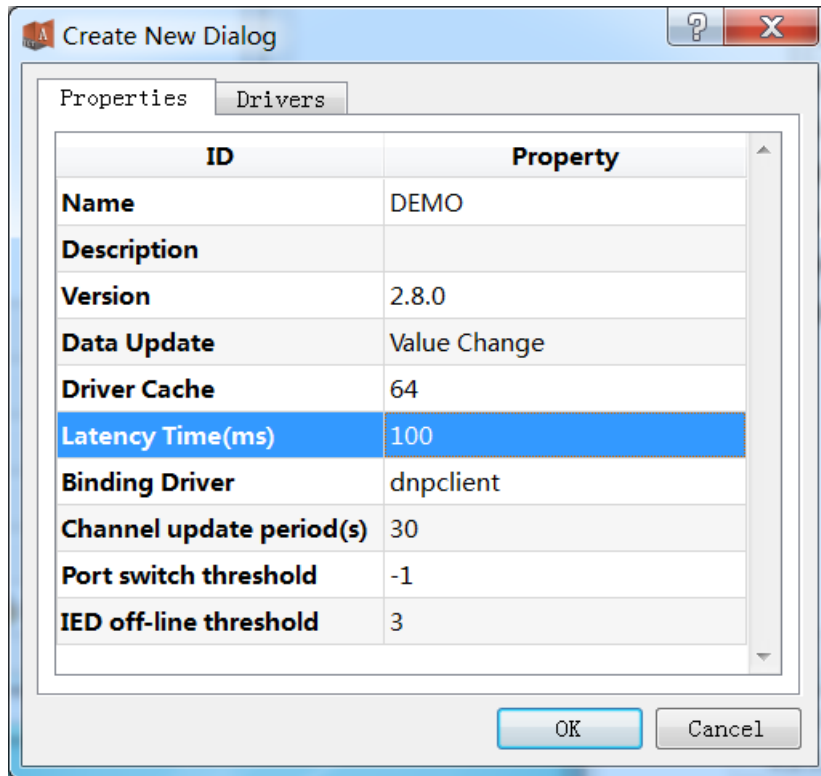 Create New Dialog
Properties Drivers
ID Property
Name DEMO
Description
Version 2.8.0
Data Update Value Change
Driver Cache 64
Latency Time(ms) 100
Binding Driver dnpclient
Channel update period(s) 30
Port switch threshold -1
IED off-line threshold 3
OK Cancel